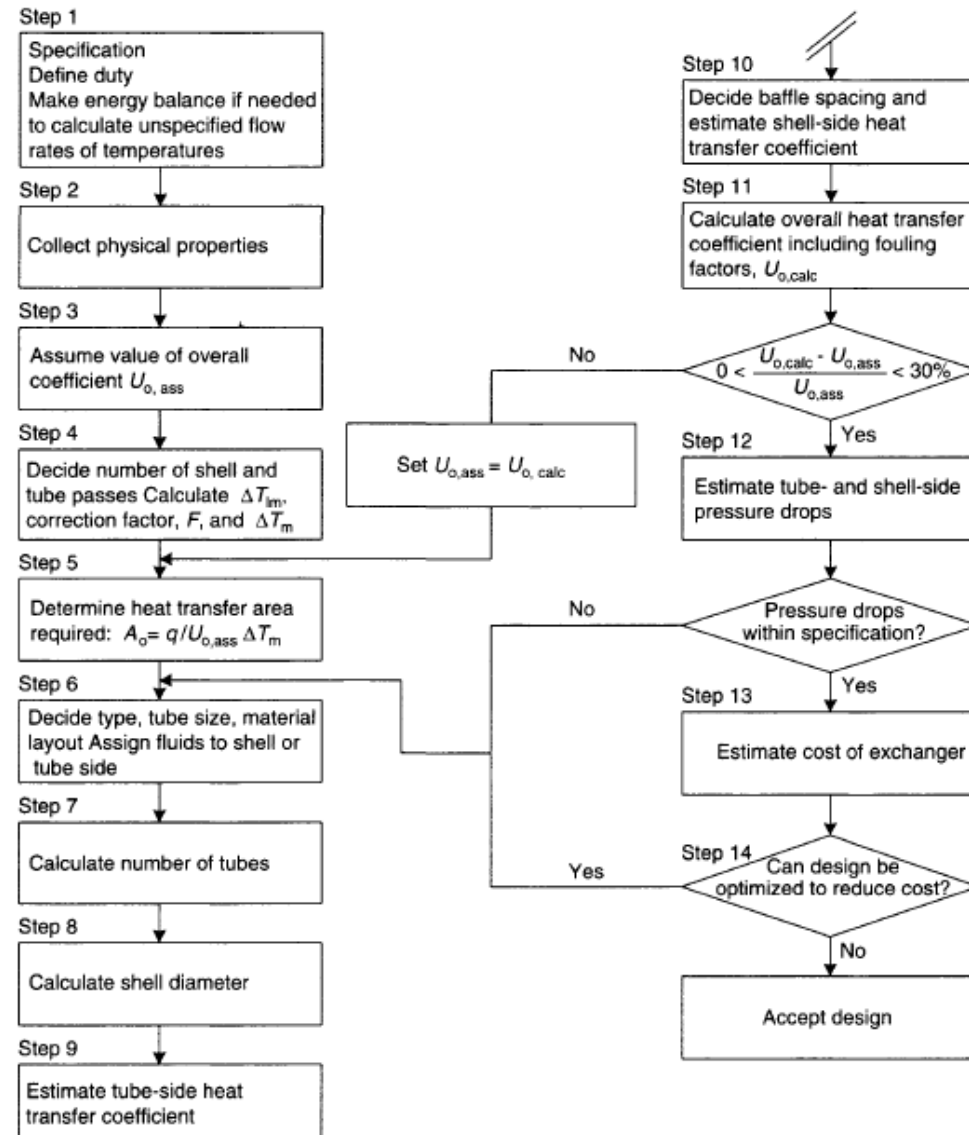 Step 1
Specification
Define duty
Make energy balance if needed
to calculate unspecified flow
rates of temperatures
Step 2
Collect physical properties
Step 3
Assume value of overall
coefficient U_o, ass
Step 4
Decide number of shell and
tube passes Calculate ΔT_lm,
correction factor, F, and ΔT_m
Step 5
Determine heat transfer area
required: A_o = q/U_o,ass ΔT_m
Step 6
Decide type, tube size, material
layout Assign fluids to shell or
tube side
Step 7
Calculate number of tubes
Step 8
Calculate shell diameter
Step 9
Estimate tube-side heat
transfer coefficient
Step 10
Decide baffle spacing and
estimate shell-side heat
transfer coefficient
Step 11
Calculate overall heat transfer
coefficient including fouling
factors, U_o,calc
0 < (U_o,calc - U_o,ass) / U_o,ass < 30%
No
Set U_o,ass = U_o, calc
Yes
Step 12
Estimate tube- and shell-side
pressure drops
Pressure drops
within specification?
No
Yes
Step 13
Estimate cost of exchanger
Step 14
Can design be
optimized to reduce cost?
Yes
No
Accept design